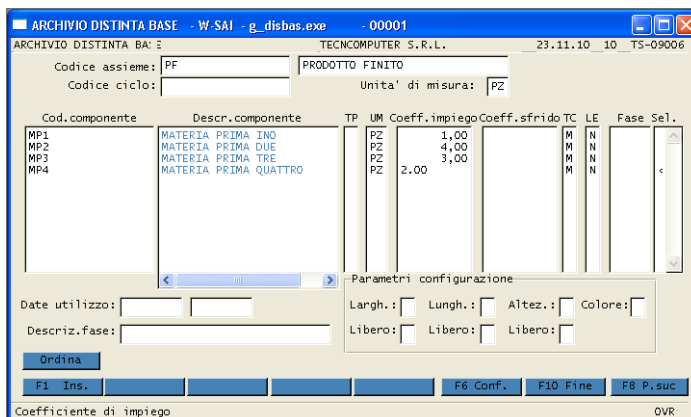 ARCHIVIO DISTINTA BASE - W-SAI - g_disbas.exe - 00001
ARCHIVIO DISTINTA BA: E TECNCOMPUTER S.R.L. __23.11.10_ 10_ TS-09006
Codice assieme: PF PRODOTTO FINITO
Codice ciclo: Unita' di misura: PZ
Cod.componente Descr.componente TP UM Coeff.impiego Coeff.sfrido TC LE Fase Sel.
MP1 MATERIA PRIMA INO PZ 1,00 M N
MP2 MATERIA PRIMA DUE PZ 4,00 M N
MP3 MATERIA PRIMA TRE PZ 3,00 M N
MP4 MATERIA PRIMA QUATTRO PZ 2.00 M N <
Parametri configurazione
Date utilizzo: Largh.: Lungh.: Altez.: Colore:
Descriz.fase: Libero: Libero: Libero:
Ordina
F1 Ins. F6 Conf. F10 Fine F8 P.suc
Coefficiente di impiego OVR